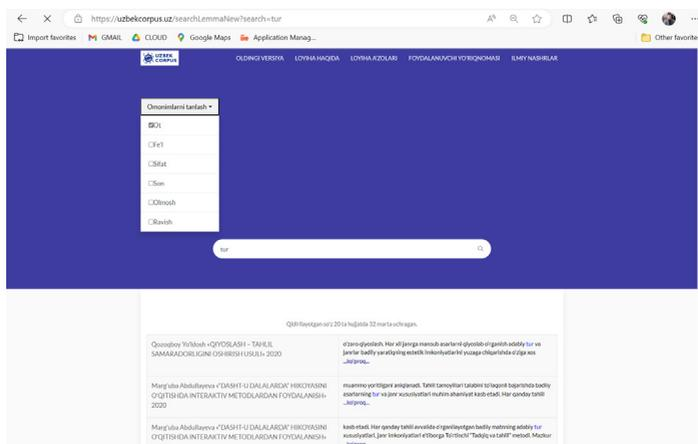 https://uzbekcorpus.uz/searchLemmaNew?search=tur
Import favorites GMAIL CLOUD Google Maps Application Manag... Other favorite
UZBEK
CORPUS
OLDINGI VERSIYA LOYIHA HAQIDA LOYIHA A'ZOLARI FOYDALANUVCHI YO'RIQNOMASI ILMIY NASHRLAR
Omonimlarni tanlash
Ot
Fe'l
Sifat
Son
Olmosh
Ravish
tur
Qidirilayotgan so'z 20 ta hujjatda 32 marta uchragan.
Qozoqboy Yo'ldosh «QIYOSLASH – TAHLIL
SAMARADORLIGINI OSHIRISH USULI» 2020
o'zaro qiyoslash. Har xil janrga mansub asarlarni qiyoslab o'rganish adabiy tur va
janrlar badiiy yaratiqning estetik imkoniyatlarini yuzaga chiqarishda o'ziga xos
...ko'proq...
Marg'uba Abdullayeva «"DASHT-U DALALARDA" HIKOYASINI
O'QITISHDA INTERAKTIV METODLARDAN FOYDALANISH»
2020
muammo yoritilgani aniqlanadi. Tahlil tamoyillari talabini to'laqonli bajarishda badiiy
asarlarning tur va janr xususiyatlari muhim ahamiyat kasb etadi. Har qanday tahlil
...ko'proq...
Marg'uba Abdullayeva «"DASHT-U DALALARDA" HIKOYASINI
O'QITISHDA INTERAKTIV METODLARDAN FOYDALANISH»
kasb etadi. Har qanday tahlil avvalida o'rganilayotgan badiiy matnning adabiy tur
xususiyatlari, janr imkoniyatlari e'tiborga To'rtinchi "Tadqiq va tahlil" metodi. Mazkur